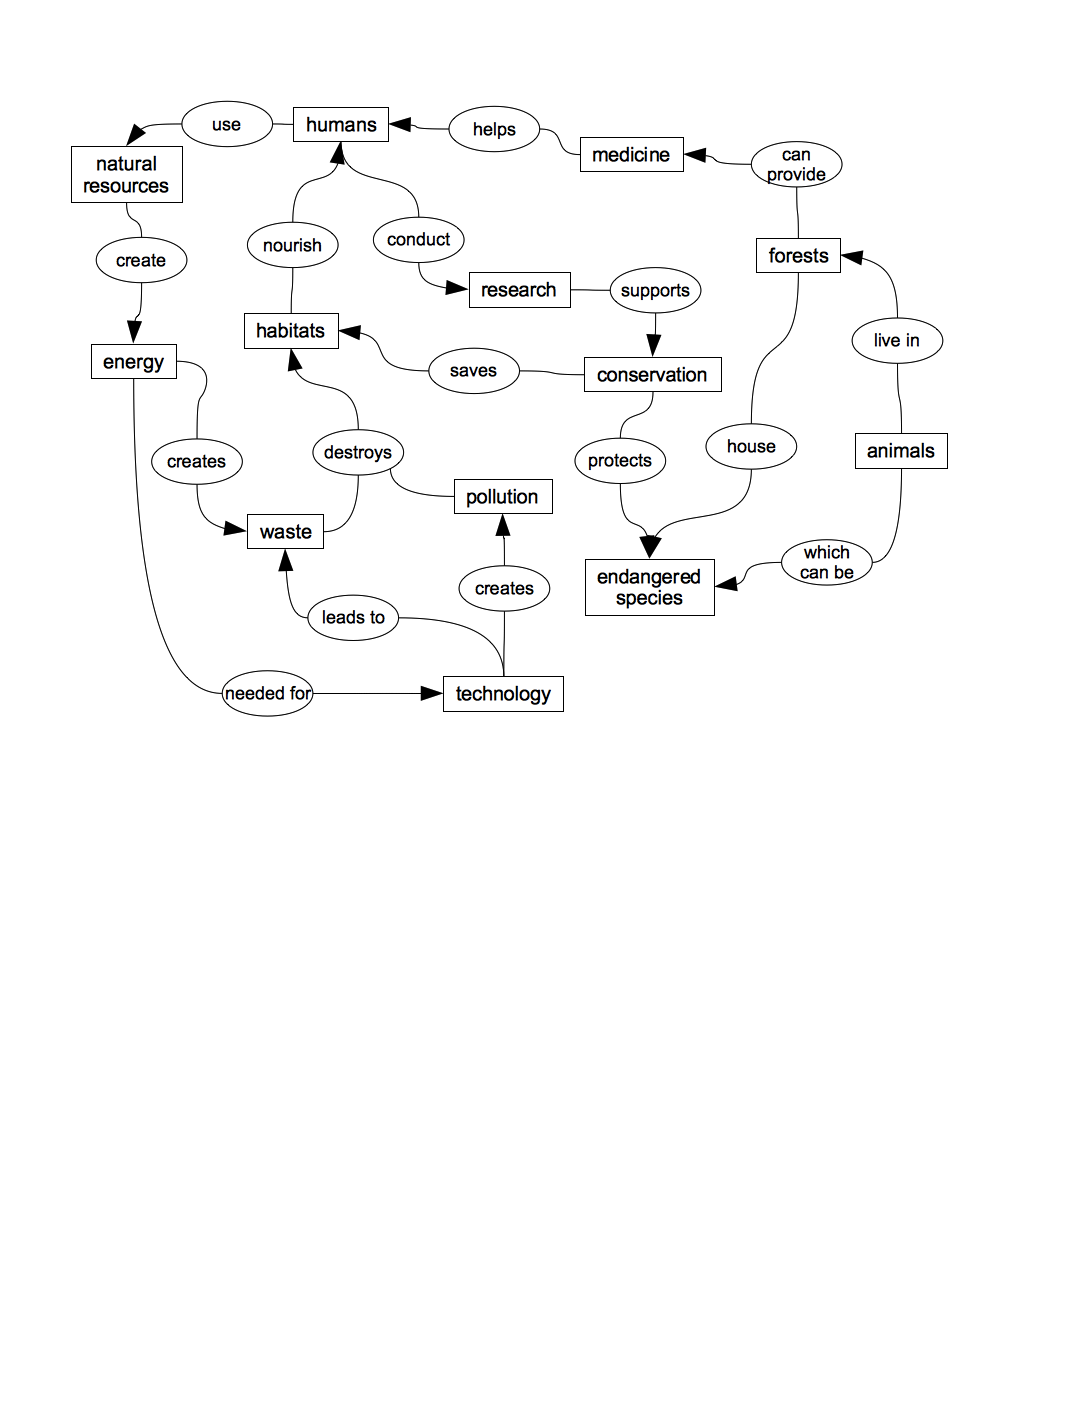 use
humans
helps
medicine
can
provide
natural
resources
nourish
conduct
forests
create
research
supports
habitats
live in
energy
saves
conservation
creates
destroys
protects
house
animals
pollution
waste
which
can be
endangered
species
creates
leads to
needed for
technology